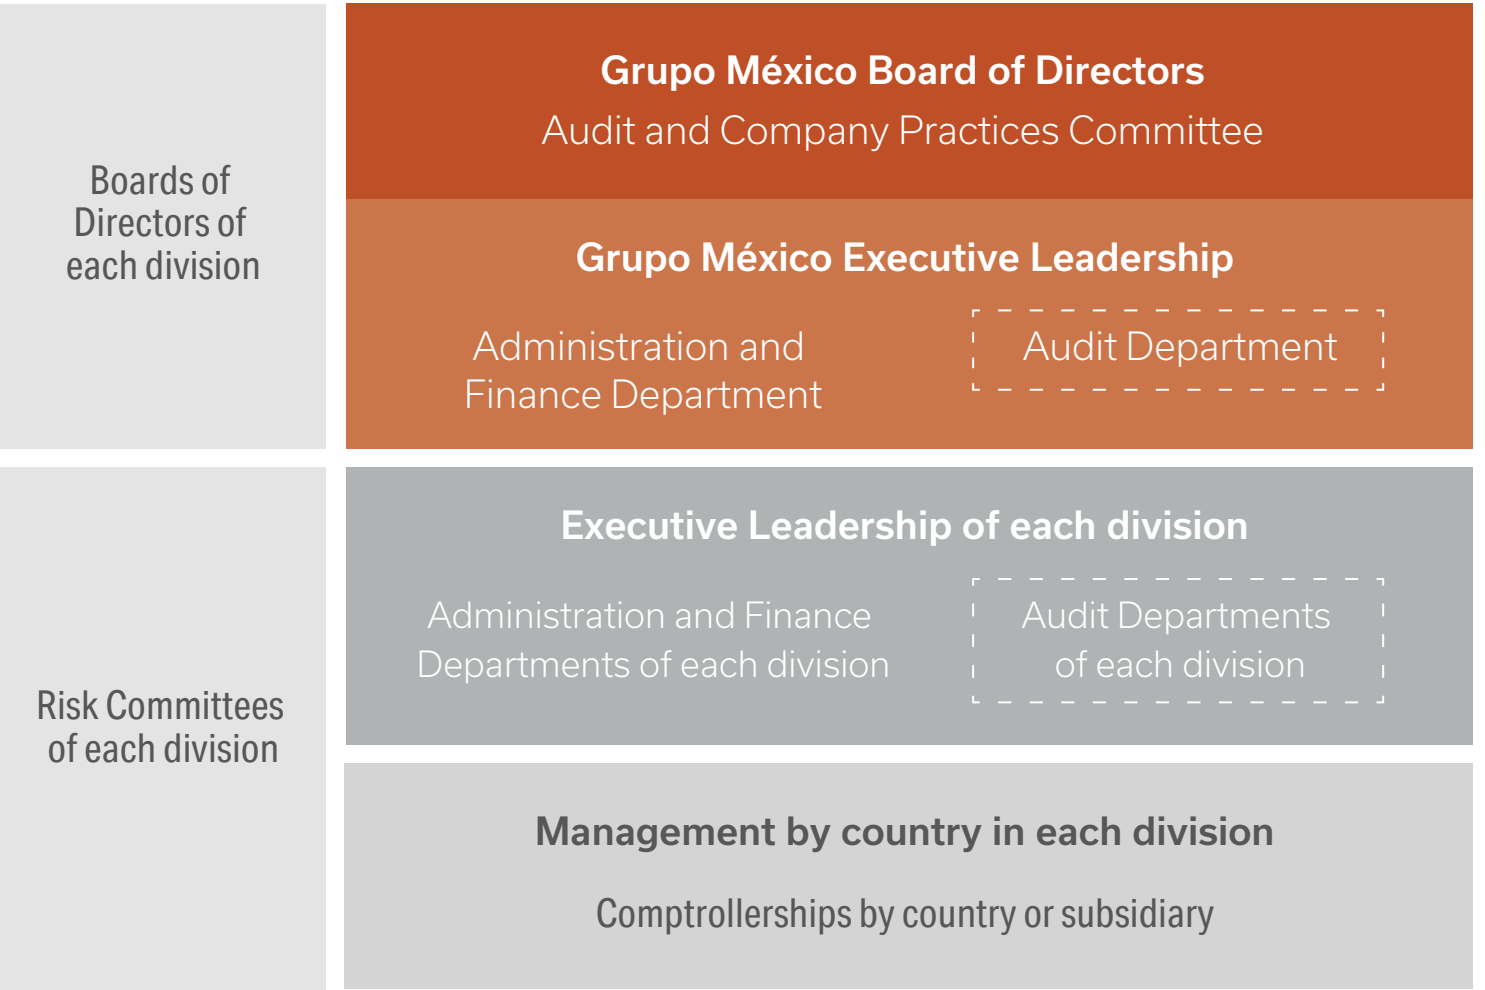 Boards of
Directors of
each division
Grupo México Board of Directors
Audit and Company Practices Committee
Grupo México Executive Leadership
Administration and
Finance Department
Audit Department
Risk Committees
of each division
Executive Leadership of each division
Administration and Finance
Departments of each division
Audit Departments
of each division
Management by country in each division
Comptrollerships by country or subsidiary